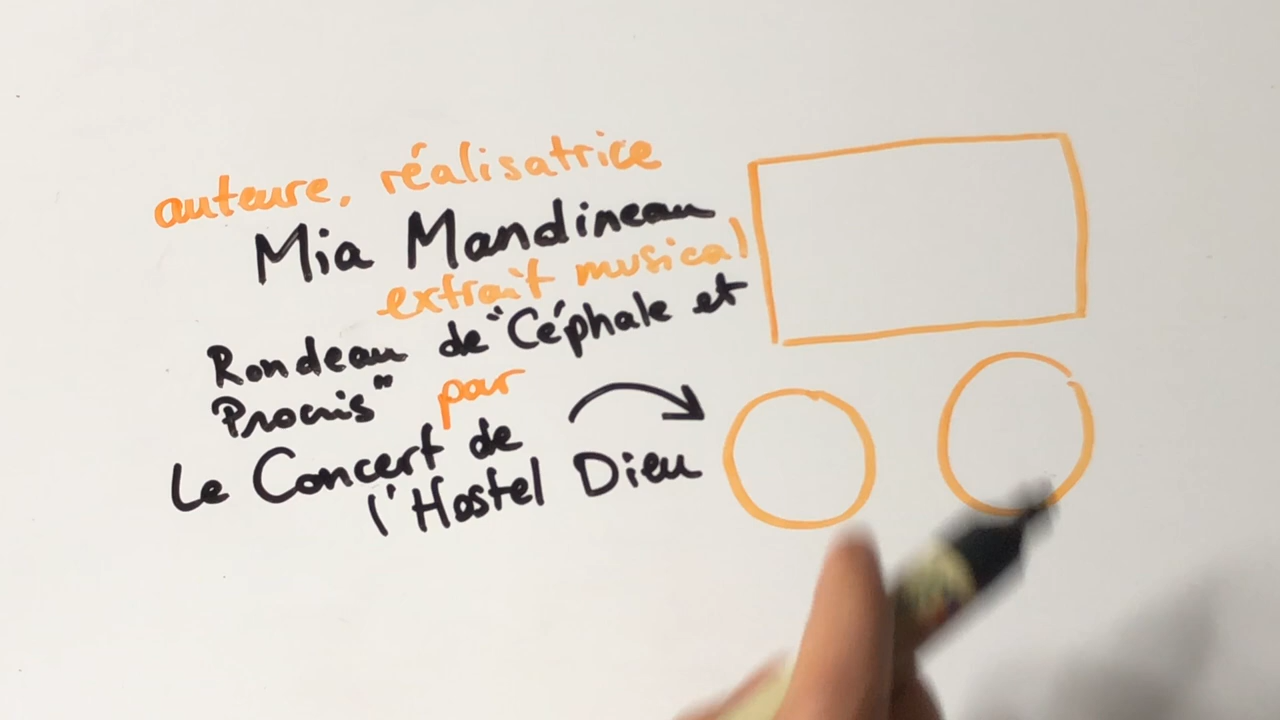 auteure, réalisatrice
Mia Mandineau
extrait musical
Rondeau de "Céphale et
Procris" par
Le Concert de
l'Hostel Dieu